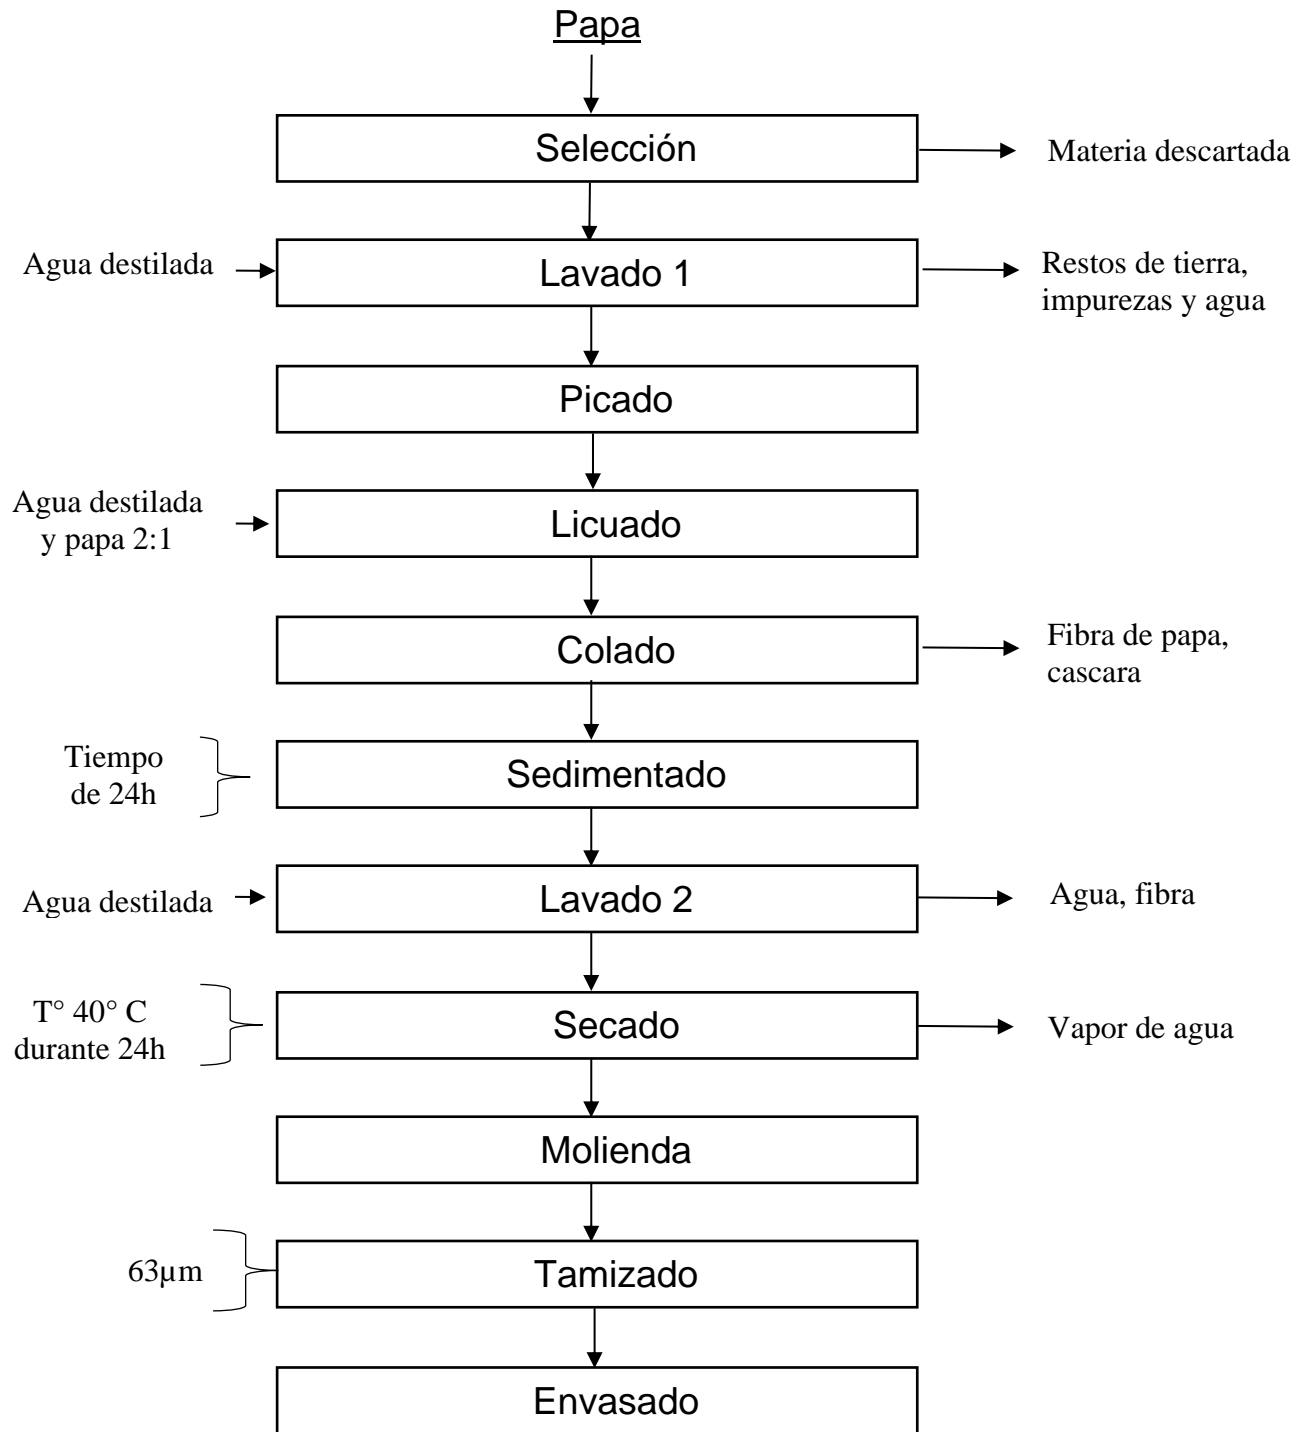 Papa
Selección
Materia descartada
Agua destilada
Lavado 1
Restos de tierra,
impurezas y agua
Picado
Agua destilada
y papa 2:1
Licuado
Colado
Fibra de papa,
cascara
Tiempo
de 24h
Sedimentado
Agua destilada
Lavado 2
Agua, fibra
T° 40° C
durante 24h
Secado
Vapor de agua
Molienda
63µm
Tamizado
Envasado